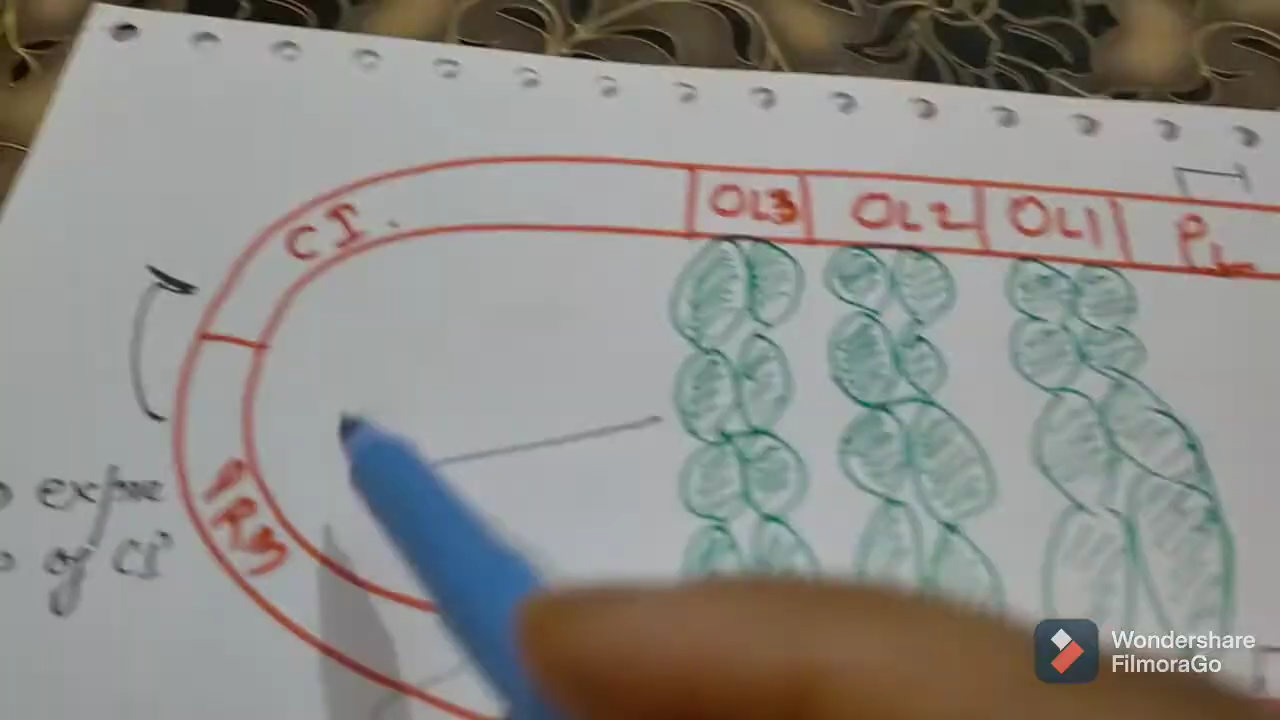 CI.
OL3
OL2
OL1
PL
PRM
expre
of CI
Wondershare
FilmoraGo